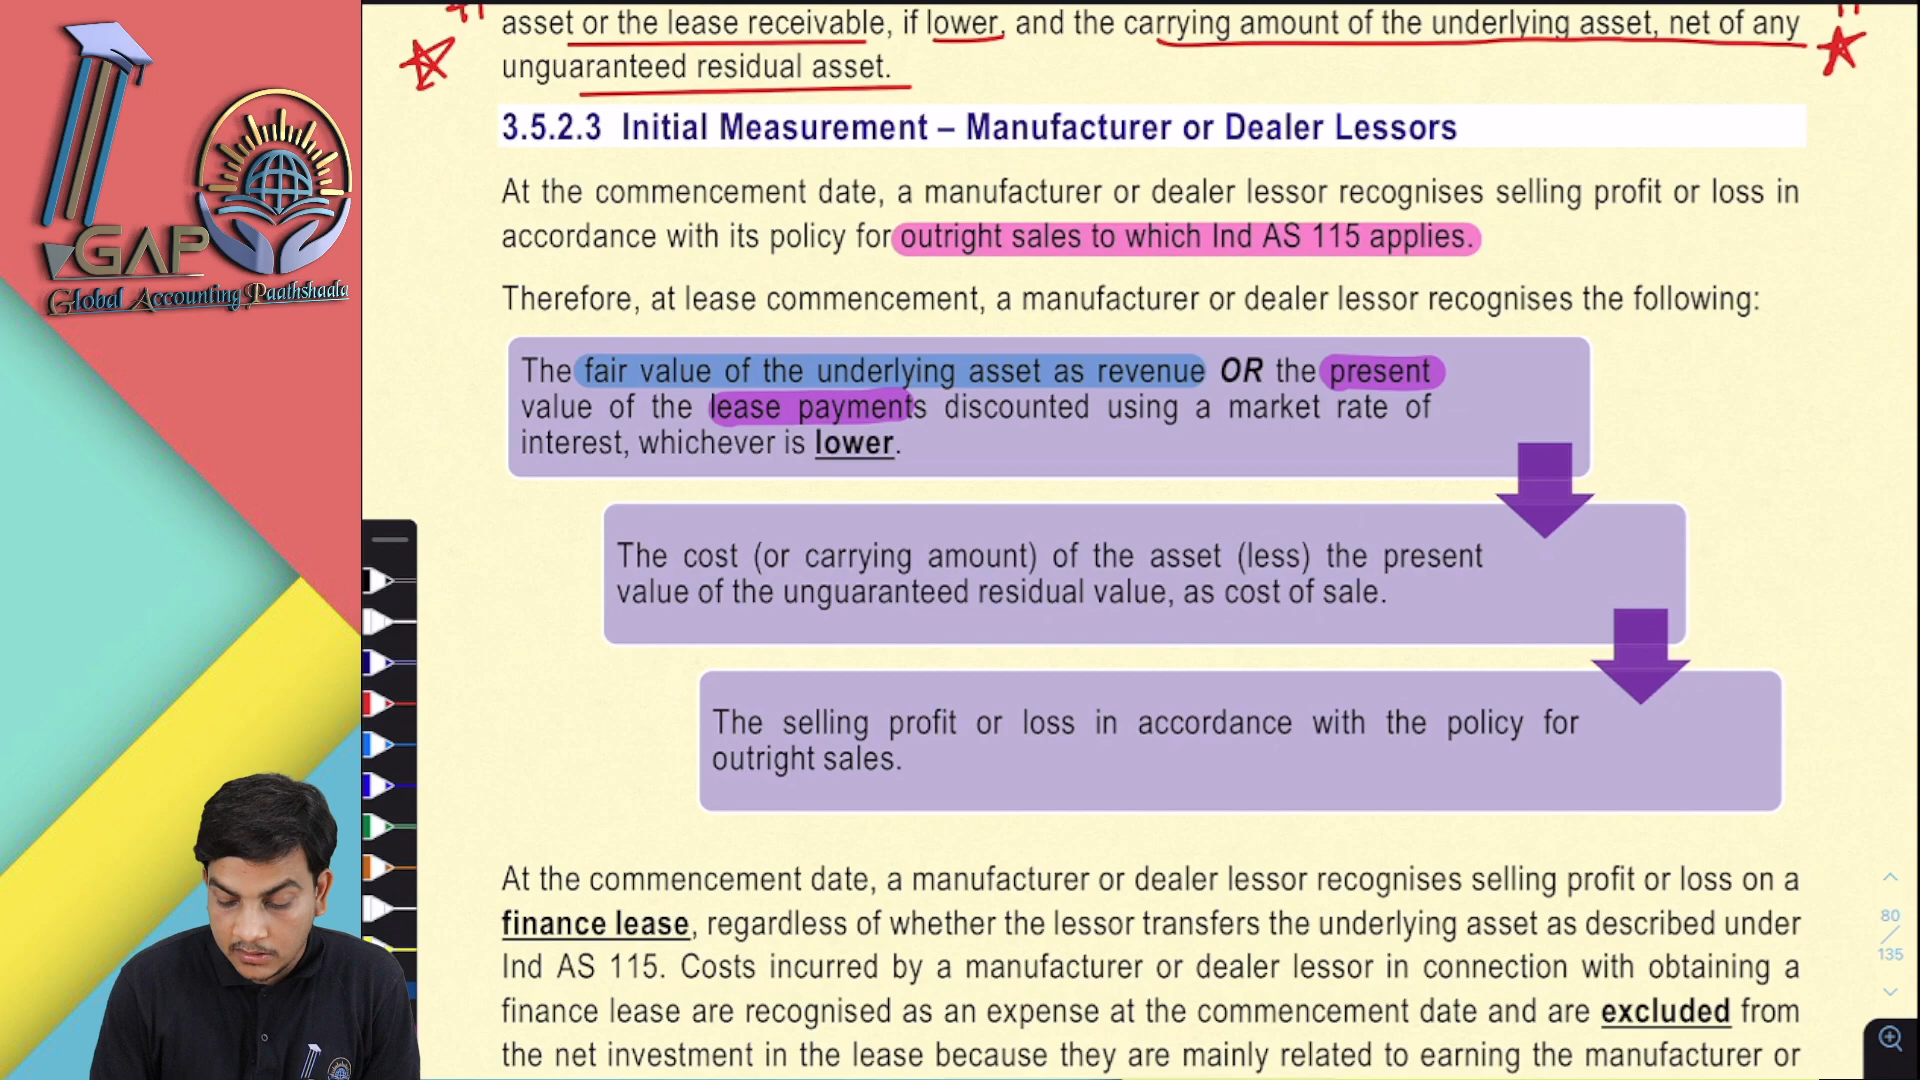 GAP
Global Accounting Paathshaala
asset or the lease receivable, if lower, and the carrying amount of the underlying asset, net of any
unguaranteed residual asset.
3.5.2.3 Initial Measurement – Manufacturer or Dealer Lessors
At the commencement date, a manufacturer or dealer lessor recognises selling profit or loss in
accordance with its policy for outright sales to which Ind AS 115 applies.
Therefore, at lease commencement, a manufacturer or dealer lessor recognises the following:
The fair value of the underlying asset as revenue OR the present
value of the lease payments discounted using a market rate of
interest, whichever is lower.
The cost (or carrying amount) of the asset (less) the present
value of the unguaranteed residual value, as cost of sale.
The selling profit or loss in accordance with the policy for
outright sales.
At the commencement date, a manufacturer or dealer lessor recognises selling profit or loss on a
finance lease, regardless of whether the lessor transfers the underlying asset as described under
Ind AS 115. Costs incurred by a manufacturer or dealer lessor in connection with obtaining a
finance lease are recognised as an expense at the commencement date and are excluded from
the net investment in the lease because they are mainly related to earning the manufacturer or
80
/
135